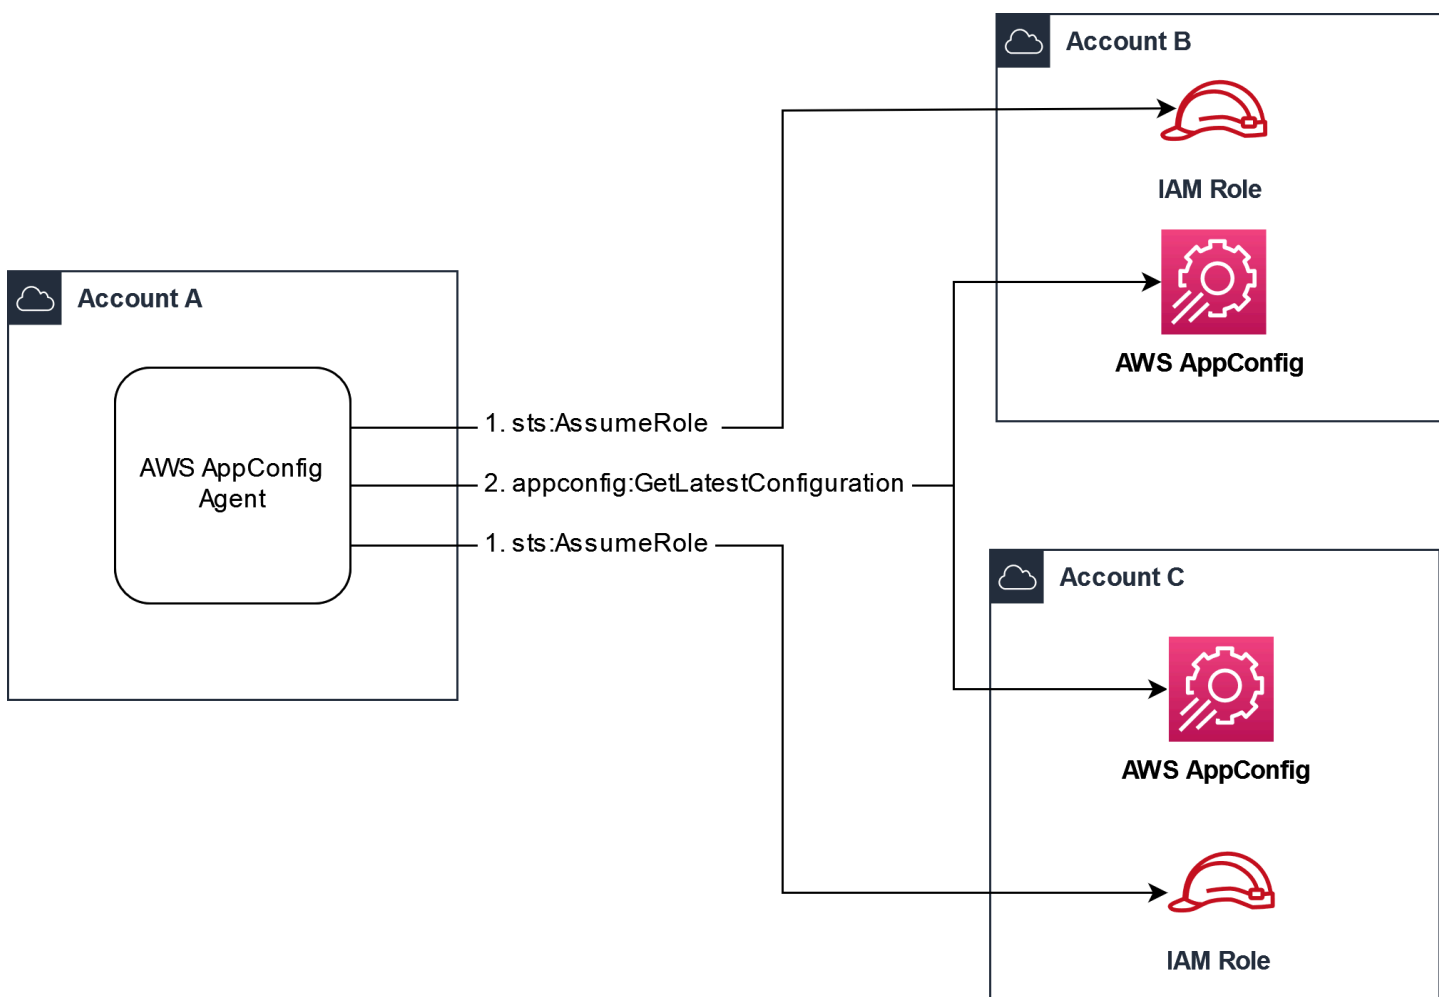 Account B
IAM Role
AWS AppConfig
Account A
AWS AppConfig
Agent
1. sts:AssumeRole
2. appconfig:GetLatestConfiguration
1. sts:AssumeRole
Account C
AWS AppConfig
IAM Role